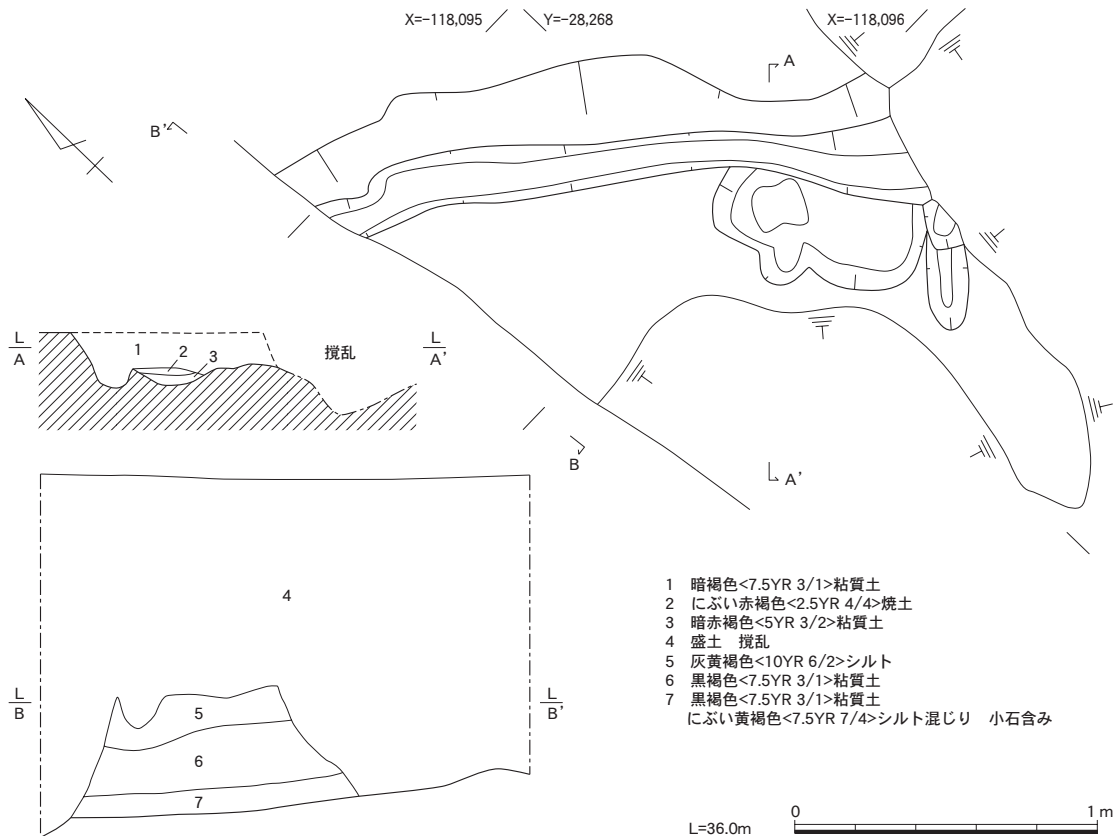 X=-118,095 Y=-28,268 X=-118,096
A
B’
L
A
1
2
3
撹乱
L
A’
B
A’
4
L
B
5
6
7
L
B’
1 暗褐色<7.5YR 3/1>粘質土
2 にぶい赤褐色<2.5YR 4/4>焼土
3 暗赤褐色<5YR 3/2>粘質土
4 盛土 撹乱
5 灰黄褐色<10YR 6/2>シルト
6 黒褐色<7.5YR 3/1>粘質土
7 黒褐色<7.5YR 3/1>粘質土
にぶい黄褐色<7.5YR 7/4>シルト混じり 小石含み
0 1 m
L=36.0m